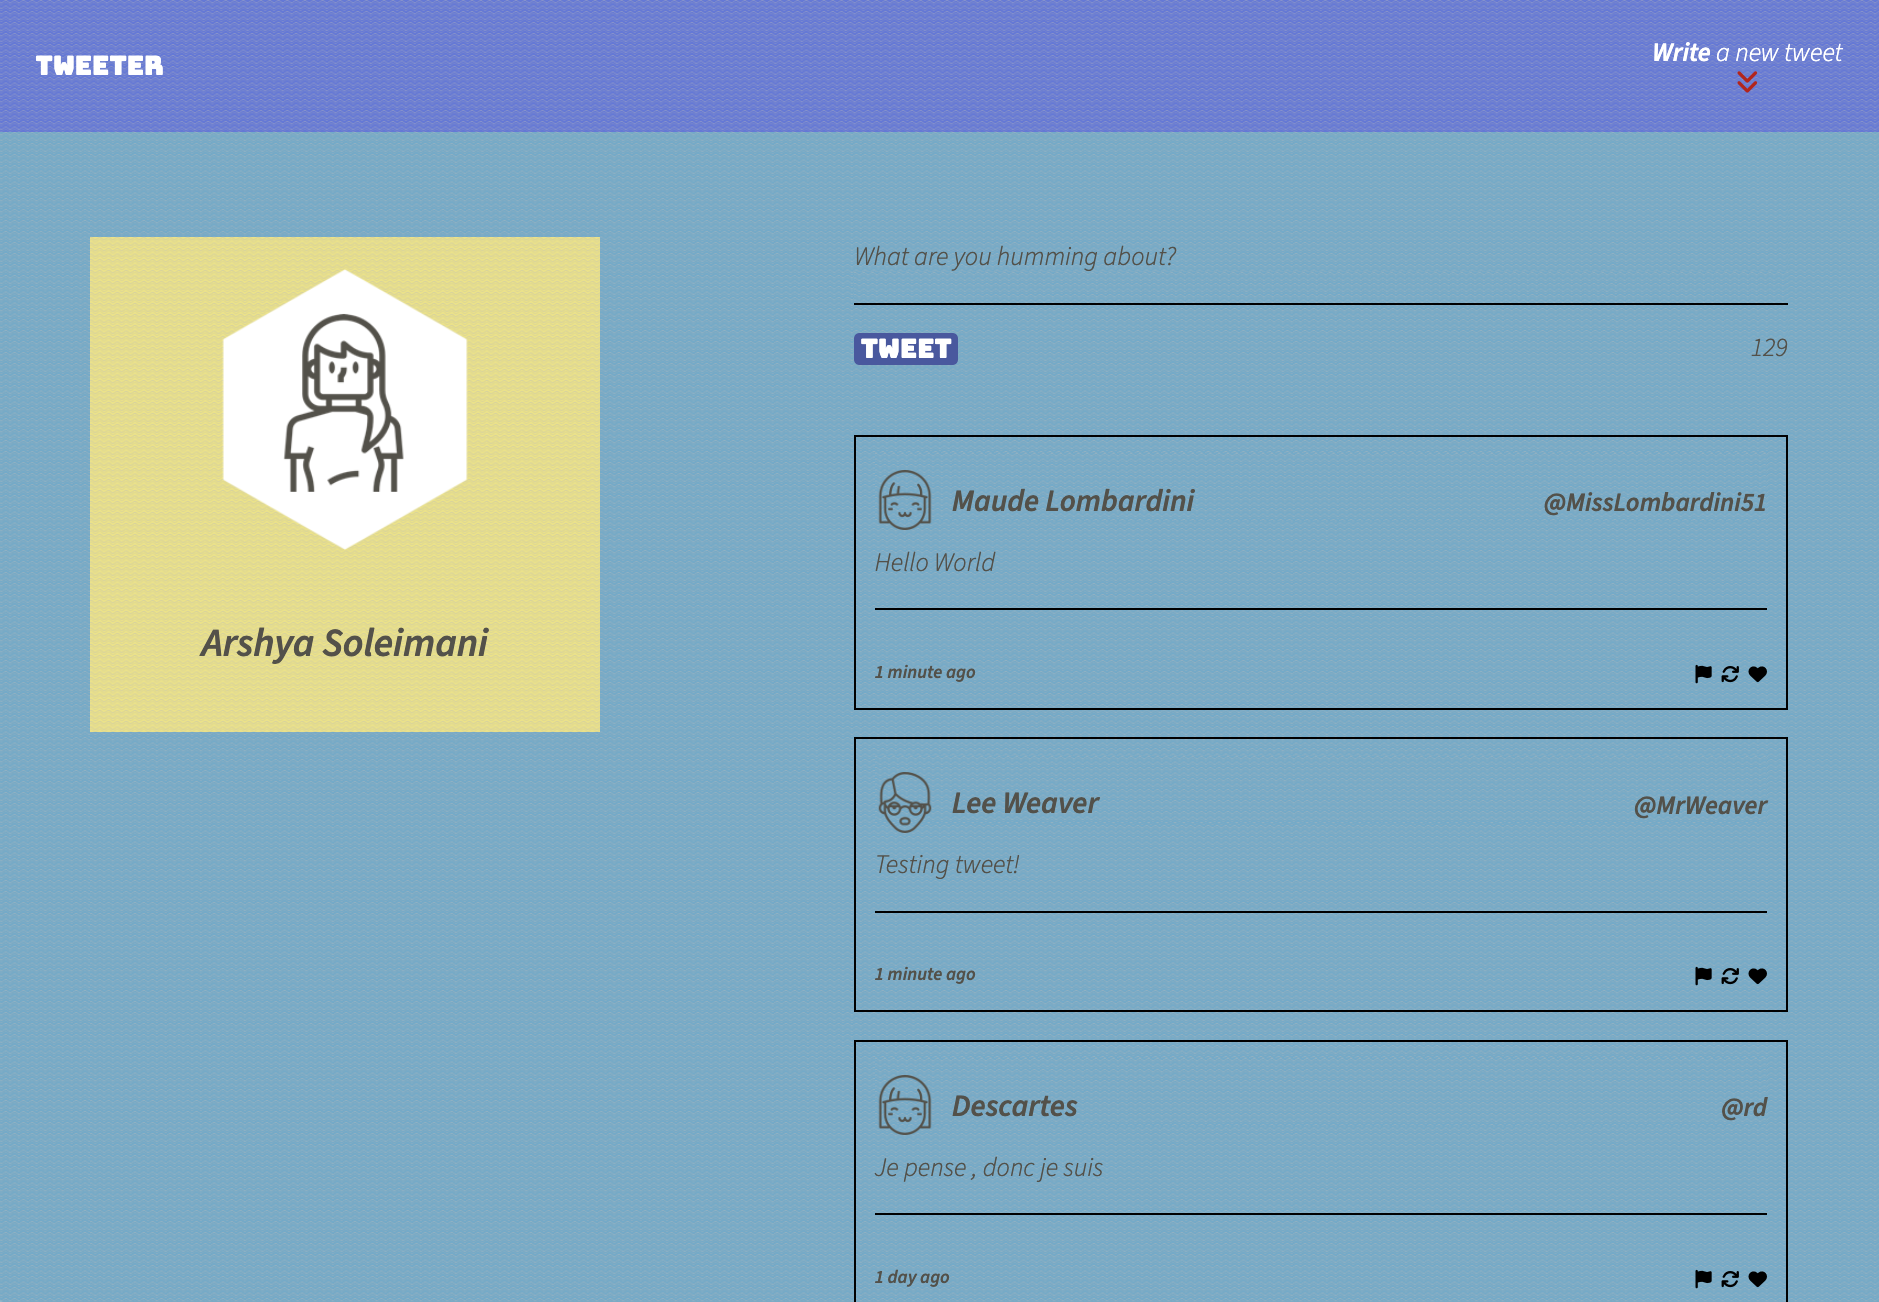 TWEETER
Write a new tweet
Arshya Soleimani
What are you humming about?
TWEET
129
Maude Lombardini
@MissLombardini51
Hello World
1 minute ago
Lee Weaver
@MrWeaver
Testing tweet!
1 minute ago
Descartes
@rd
Je pense , donc je suis
1 day ago